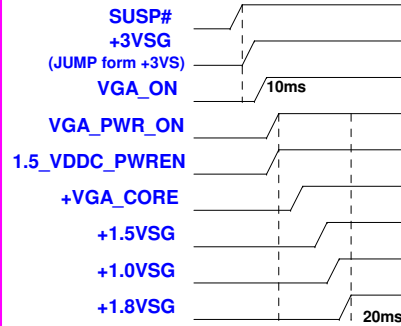 SUSP#
+3VSG
(JUMP form +3VS)
VGA_ON
10ms
VGA_PWR_ON
1.5_VDDC_PWREN
+VGA_CORE
+1.5VSG
+1.0VSG
+1.8VSG
20ms